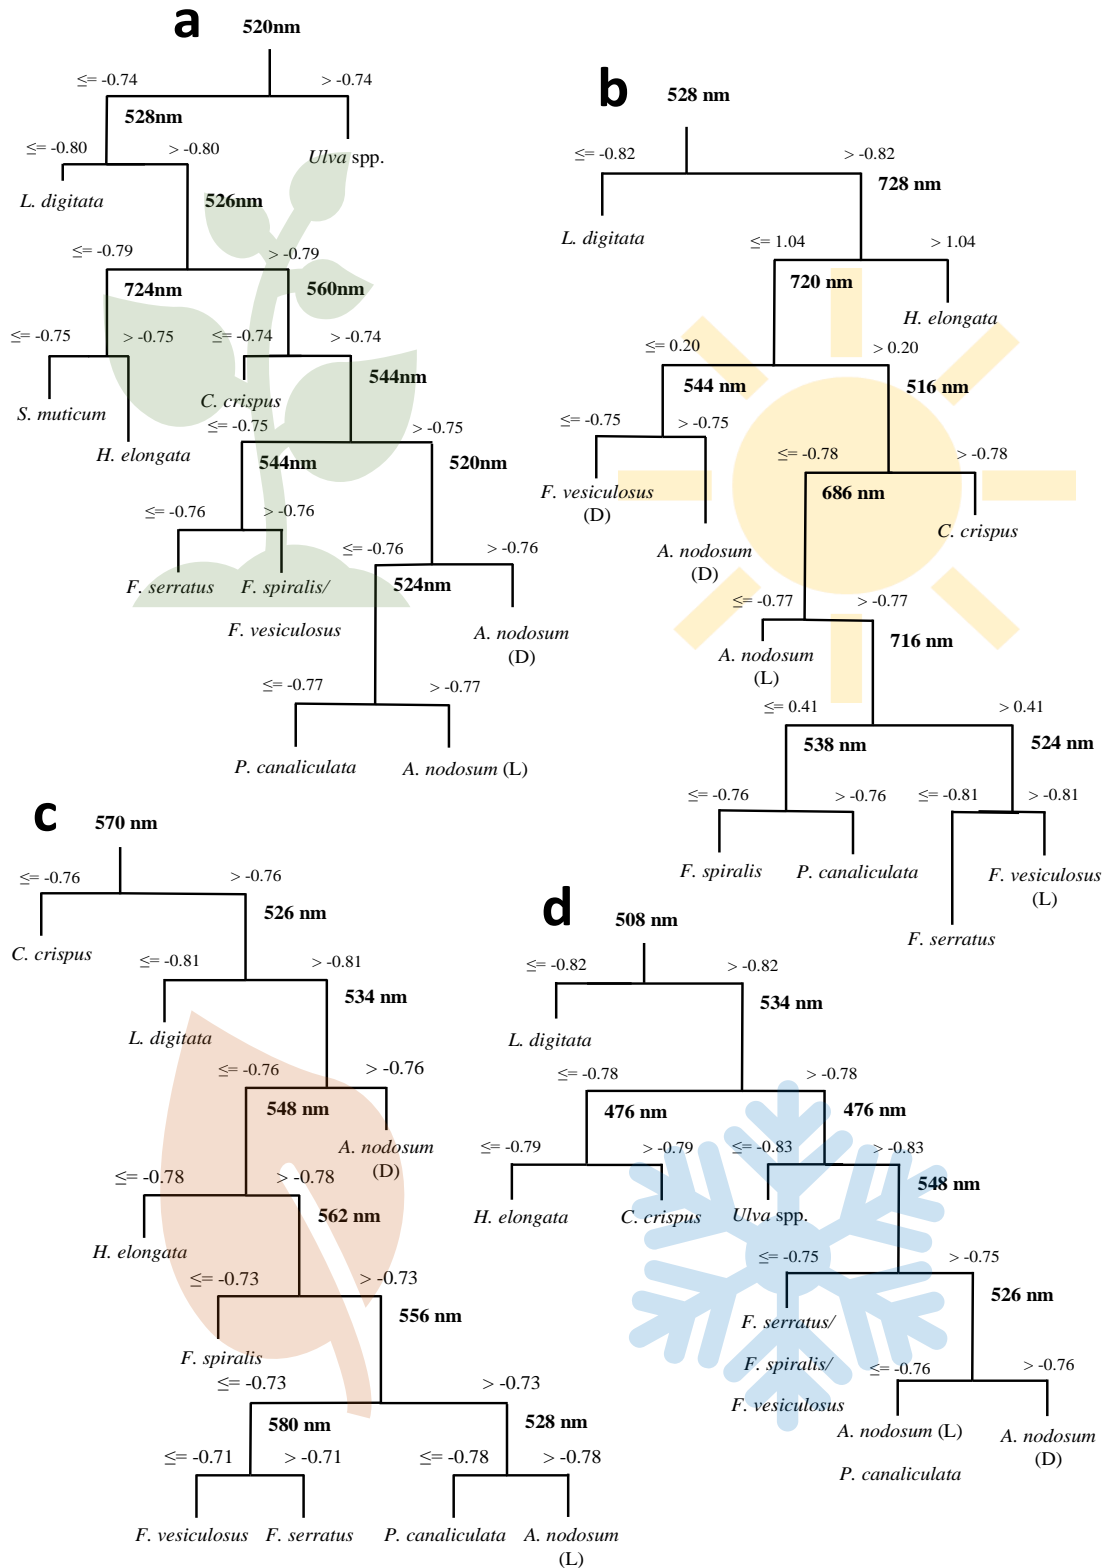 a
520nm
≤= -0.74
> -0.74
528nm
Ulva spp.
≤= -0.80
> -0.80
L. digitata
526nm
≤= -0.79
> -0.79
724nm
560nm
≤= -0.75
> -0.75
≤= -0.74
> -0.74
S. muticum
C. crispus
544nm
H. elongata
≤= -0.75
> -0.75
544nm
520nm
≤= -0.76
> -0.76
≤= -0.76
> -0.76
F. serratus
F. spiralis/
F. vesiculosus
524nm
A. nodosum
(D)
≤= -0.77
> -0.77
P. canaliculata
A. nodosum (L)
b
528 nm
≤= -0.82
> -0.82
728 nm
L. digitata
≤= 1.04
> 1.04
720 nm
H. elongata
≤= 0.20
> 0.20
544 nm
516 nm
≤= -0.75
> -0.75
≤= -0.78
> -0.78
F. vesiculosus
(D)
686 nm
C. crispus
A. nodosum
(D)
≤= -0.77
> -0.77
A. nodosum
(L)
716 nm
≤= 0.41
> 0.41
538 nm
524 nm
≤= -0.76
> -0.76
≤= -0.81
> -0.81
F. spiralis
P. canaliculata
F. vesiculosus
(L)
F. serratus
c
570 nm
≤= -0.76
> -0.76
526 nm
C. crispus
≤= -0.81
> -0.81
534 nm
L. digitata
≤= -0.76
> -0.76
548 nm
A. nodosum
(D)
≤= -0.78
> -0.78
562 nm
H. elongata
≤= -0.73
> -0.73
556 nm
F. spiralis
≤= -0.73
> -0.73
580 nm
528 nm
≤= -0.71
> -0.71
≤= -0.78
> -0.78
F. vesiculosus
F. serratus
P. canaliculata
A. nodosum
(L)
d
508 nm
≤= -0.82
> -0.82
534 nm
L. digitata
≤= -0.78
> -0.78
476 nm
476 nm
≤= -0.79
> -0.79
≤= -0.83
> -0.83
548 nm
H. elongata
C. crispus
Ulva spp.
≤= -0.75
> -0.75
526 nm
F. serratus/
F. spiralis/
F. vesiculosus
≤= -0.76
> -0.76
A. nodosum (L)
P. canaliculata
A. nodosum
(D)